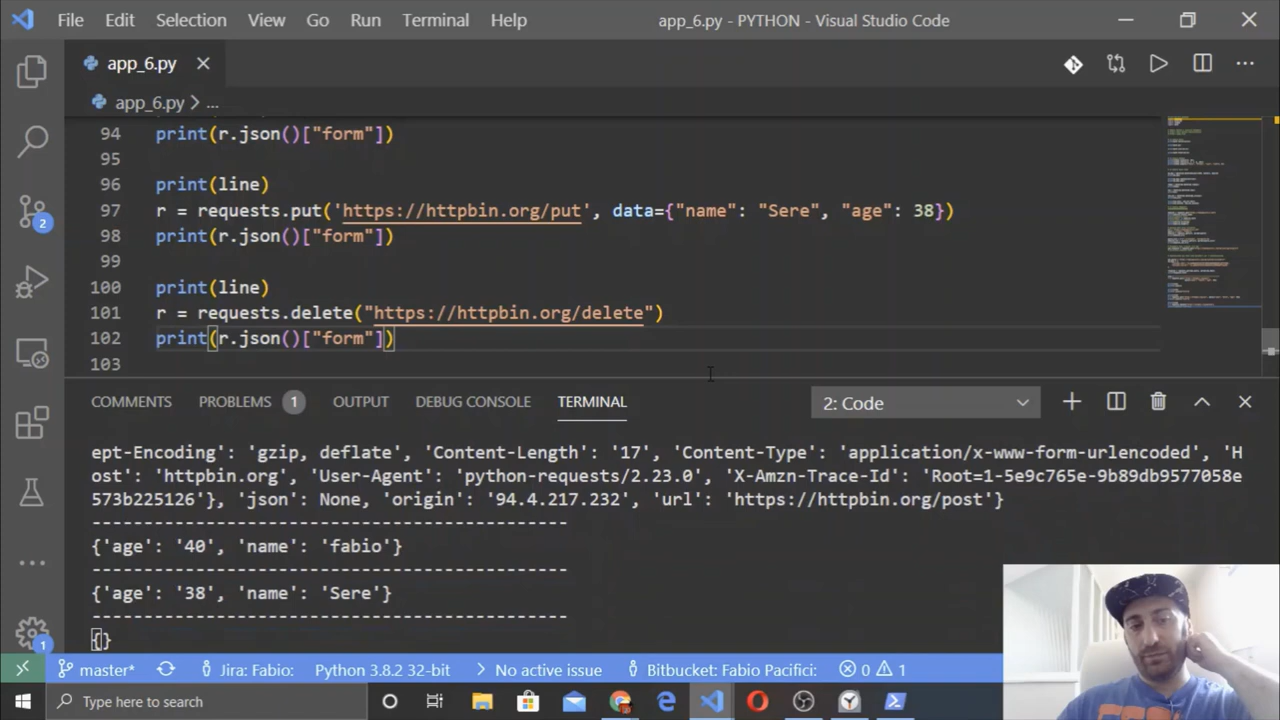 File Edit Selection View Go Run Terminal Help app_6.py - PYTHON - Visual Studio Code
app_6.py
app_6.py > ...
94 print(r.json()["form"])
95
96 print(line)
97 r = requests.put('https://httpbin.org/put', data={"name": "Sere", "age": 38})
98 print(r.json()["form"])
99
100 print(line)
101 r = requests.delete("https://httpbin.org/delete")
102 print(r.json()["form"])
103
COMMENTS PROBLEMS 1 OUTPUT DEBUG CONSOLE TERMINAL 2: Code
ept-Encoding': 'gzip, deflate', 'Content-Length': '17', 'Content-Type': 'application/x-www-form-urlencoded', 'H
ost': 'httpbin.org', 'User-Agent': 'python-requests/2.23.0', 'X-Amzn-Trace-Id': 'Root=1-5e9c765e-9b89db9577058e
573b225126'}, 'json': None, 'origin': '94.4.217.232', 'url': 'https://httpbin.org/post'}
---------------------------------------------
{'age': '40', 'name': 'fabio'}
---------------------------------------------
{'age': '38', 'name': 'Sere'}
---------------------------------------------
{}
2
1
master* Jira: Fabio: Python 3.8.2 32-bit No active issue Bitbucket: Fabio Pacifici: 0 1
Type here to search